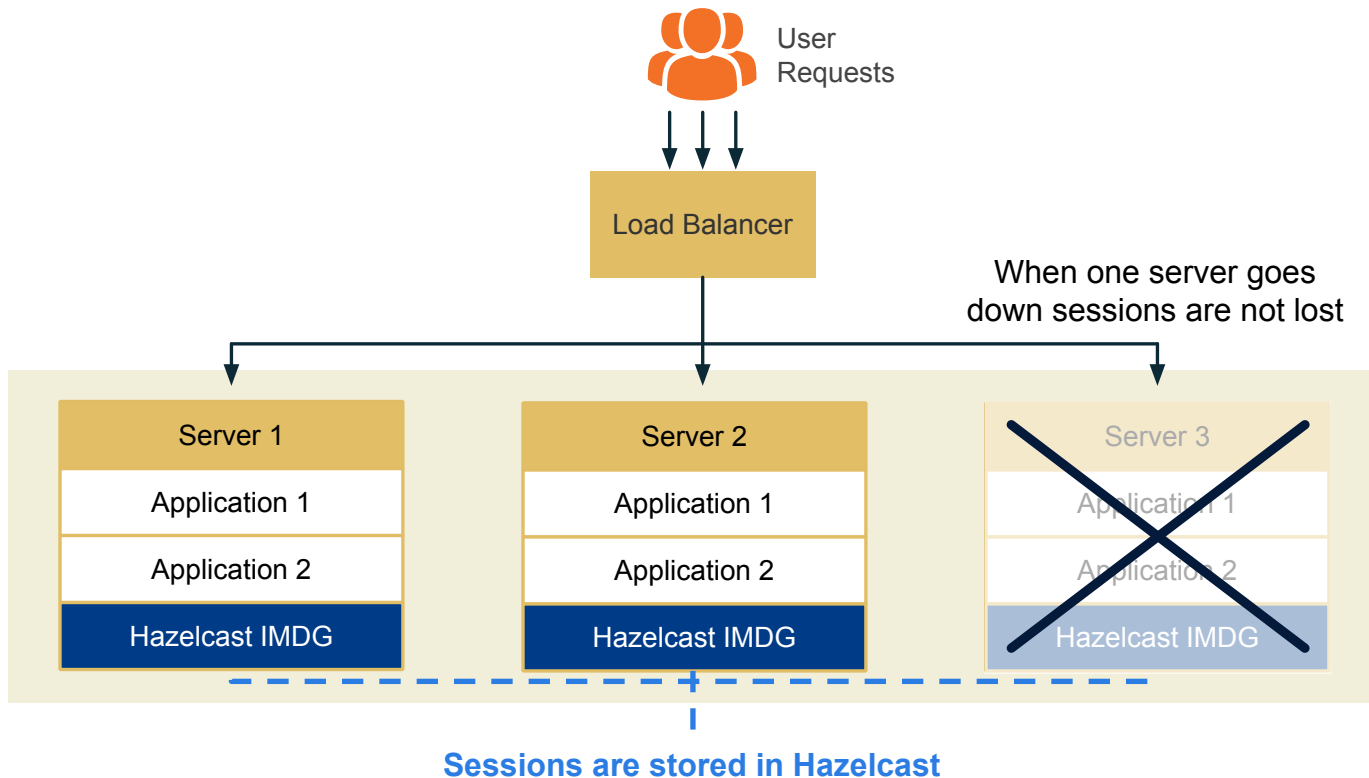 User
Requests
Load Balancer
When one server goes
down sessions are not lost
Server 1
Application 1
Application 2
Hazelcast IMDG
Server 2
Application 1
Application 2
Hazelcast IMDG
Server 3
Application 1
Application 2
Hazelcast IMDG
Sessions are stored in Hazelcast